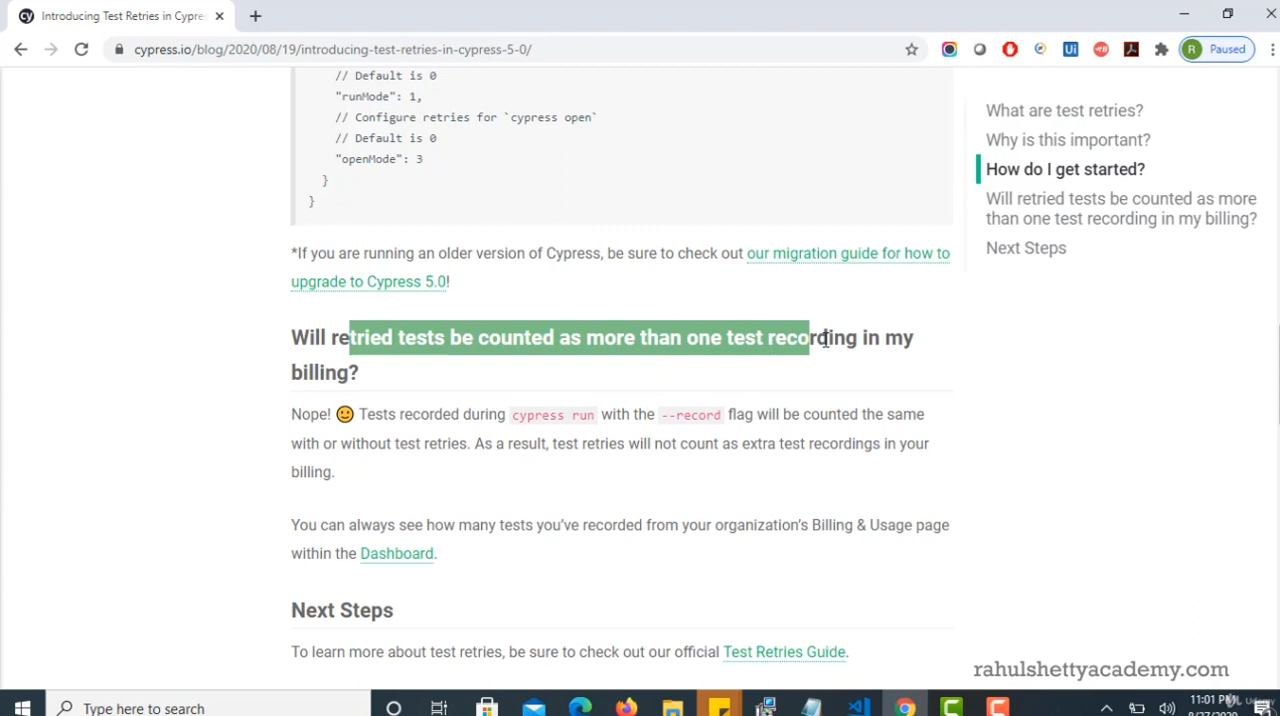 Introducing Test Retries in Cypre
cypress.io/blog/2020/08/19/introducing-test-retries-in-cypress-5-0/
Ui
R
Paused
// Default is 0
"runMode": 1,
// Configure retries for `cypress open`
// Default is 0
"openMode": 3
}
}
*If you are running an older version of Cypress, be sure to check out our migration guide for how to
upgrade to Cypress 5.0!
Will retried tests be counted as more than one test recording in my
billing?
Nope! Tests recorded during cypress run with the --record flag will be counted the same
with or without test retries. As a result, test retries will not count as extra test recordings in your
billing.
You can always see how many tests you've recorded from your organization's Billing & Usage page
within the Dashboard.
Next Steps
To learn more about test retries, be sure to check out our official Test Retries Guide.
What are test retries?
Why is this important?
How do I get started?
Will retried tests be counted as more
than one test recording in my billing?
Next Steps
rahulshettyacademy.com
Type here to search
11:01 PM